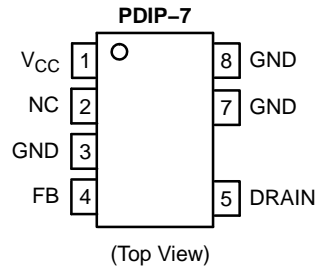 PDIP–7
VCC 1 8 GND
NC 2 7 GND
GND 3
FB 4 5 DRAIN
(Top View)